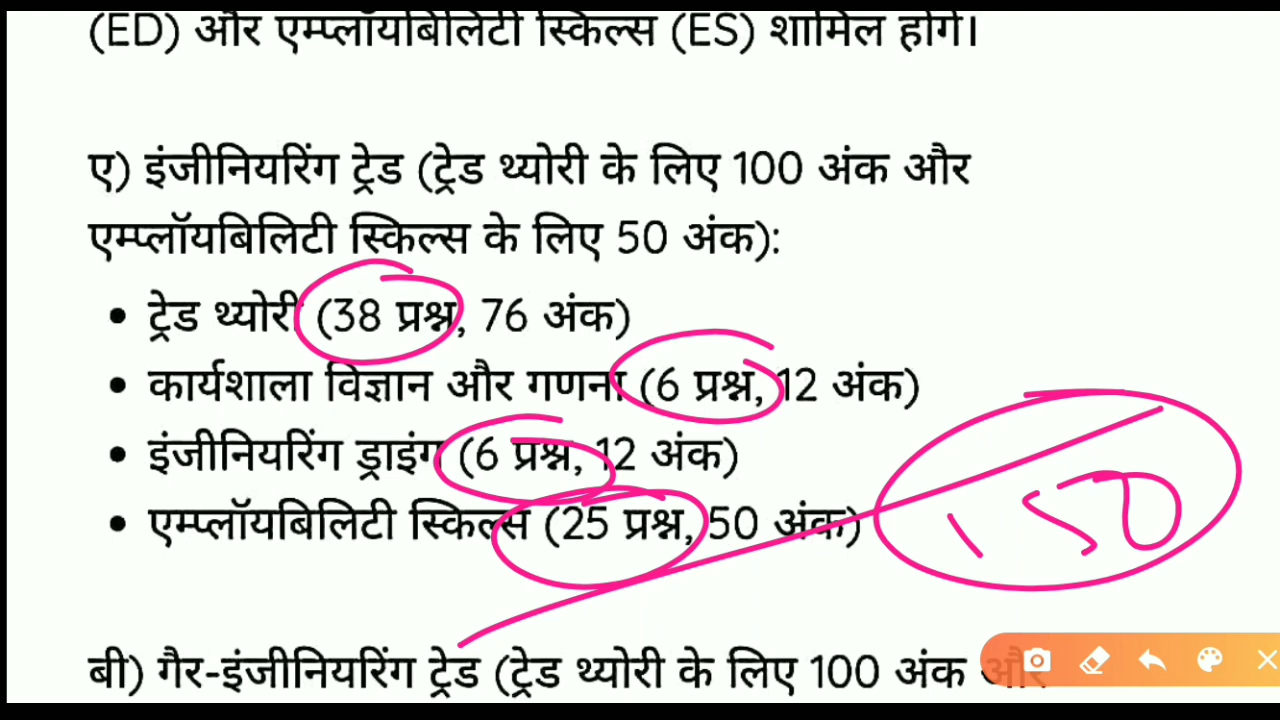 (ED) और एम्प्लॉयबिलिटी स्किल्स (ES) शामिल होंगे।
ए) इंजीनियरिंग ट्रेड (ट्रेड थ्योरी के लिए 100 अंक और
एम्प्लॉयबिलिटी स्किल्स के लिए 50 अंक):
• ट्रेड थ्योरी (38 प्रश्न, 76 अंक)
• कार्यशाला विज्ञान और गणना (6 प्रश्न, 12 अंक)
• इंजीनियरिंग ड्राइंग (6 प्रश्न, 12 अंक)
• एम्प्लॉयबिलिटी स्किल्स (25 प्रश्न, 50 अंक)
150
बी) गैर-इंजीनियरिंग ट्रेड (ट्रेड थ्योरी के लिए 100 अंक और